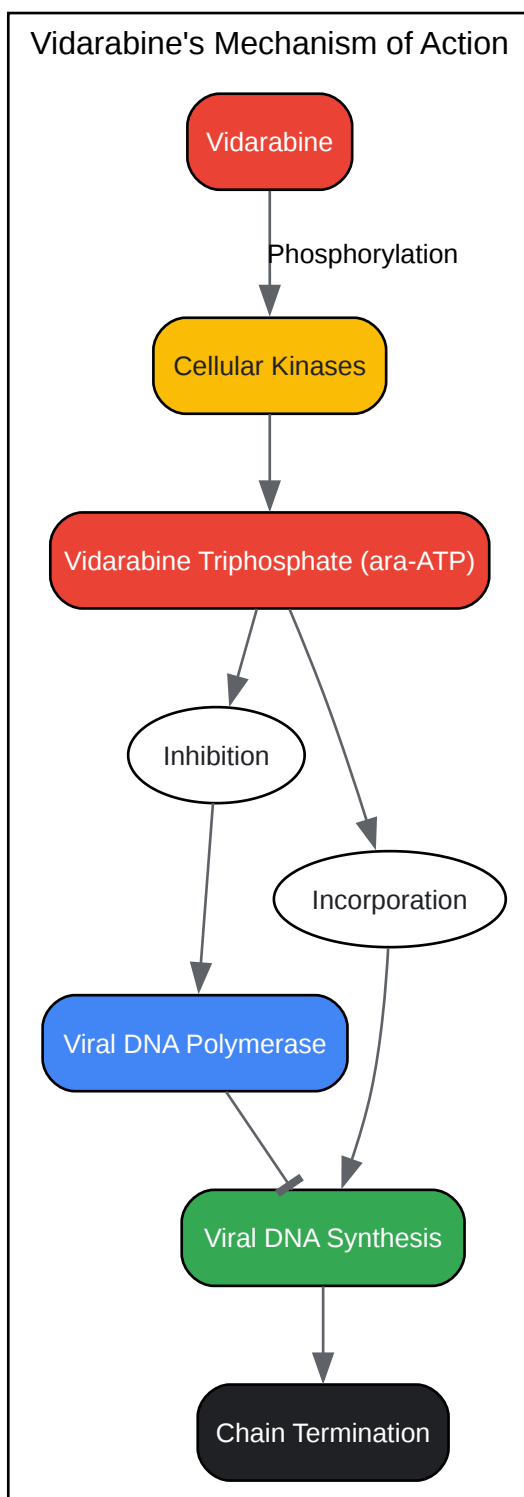 Vidarabine's Mechanism of Action
Vidarabine
Phosphorylation
Cellular Kinases
Vidarabine Triphosphate (ara-ATP)
Inhibition
Incorporation
Viral DNA Polymerase
Viral DNA Synthesis
Chain Termination